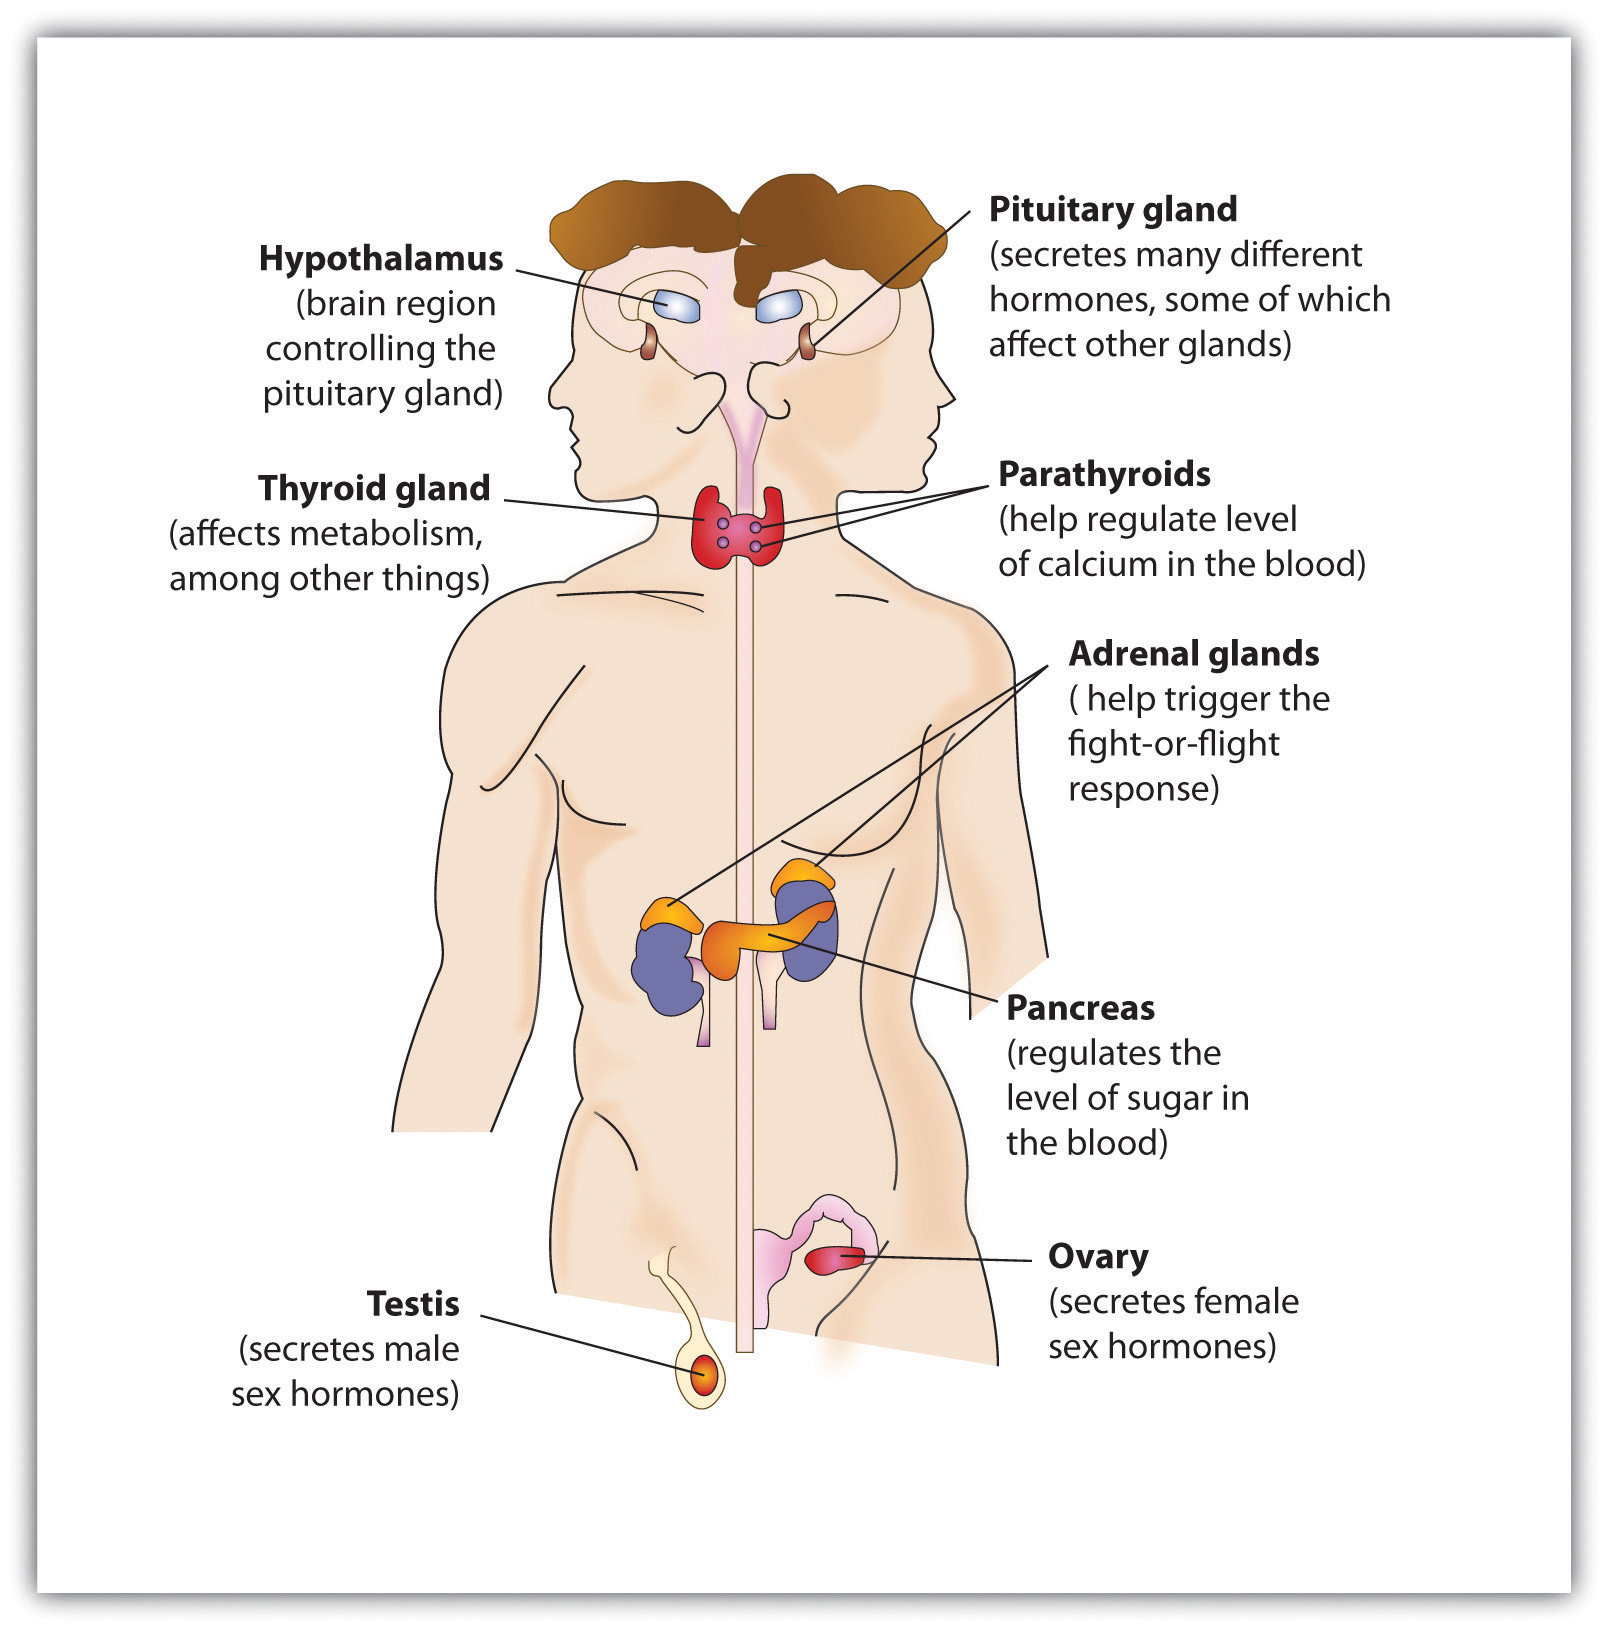 Hypothalamus
(brain region
controlling the
pituitary gland)
Pituitary gland
(secretes many different
hormones, some of which
affect other glands)
Thyroid gland
(affects metabolism,
among other things)
Parathyroids
(help regulate level
of calcium in the blood)
Adrenal glands
( help trigger the
fight-or-flight
response)
Pancreas
(regulates the
level of sugar in
the blood)
Ovary
(secretes female
sex hormones)
Testis
(secretes male
sex hormones)